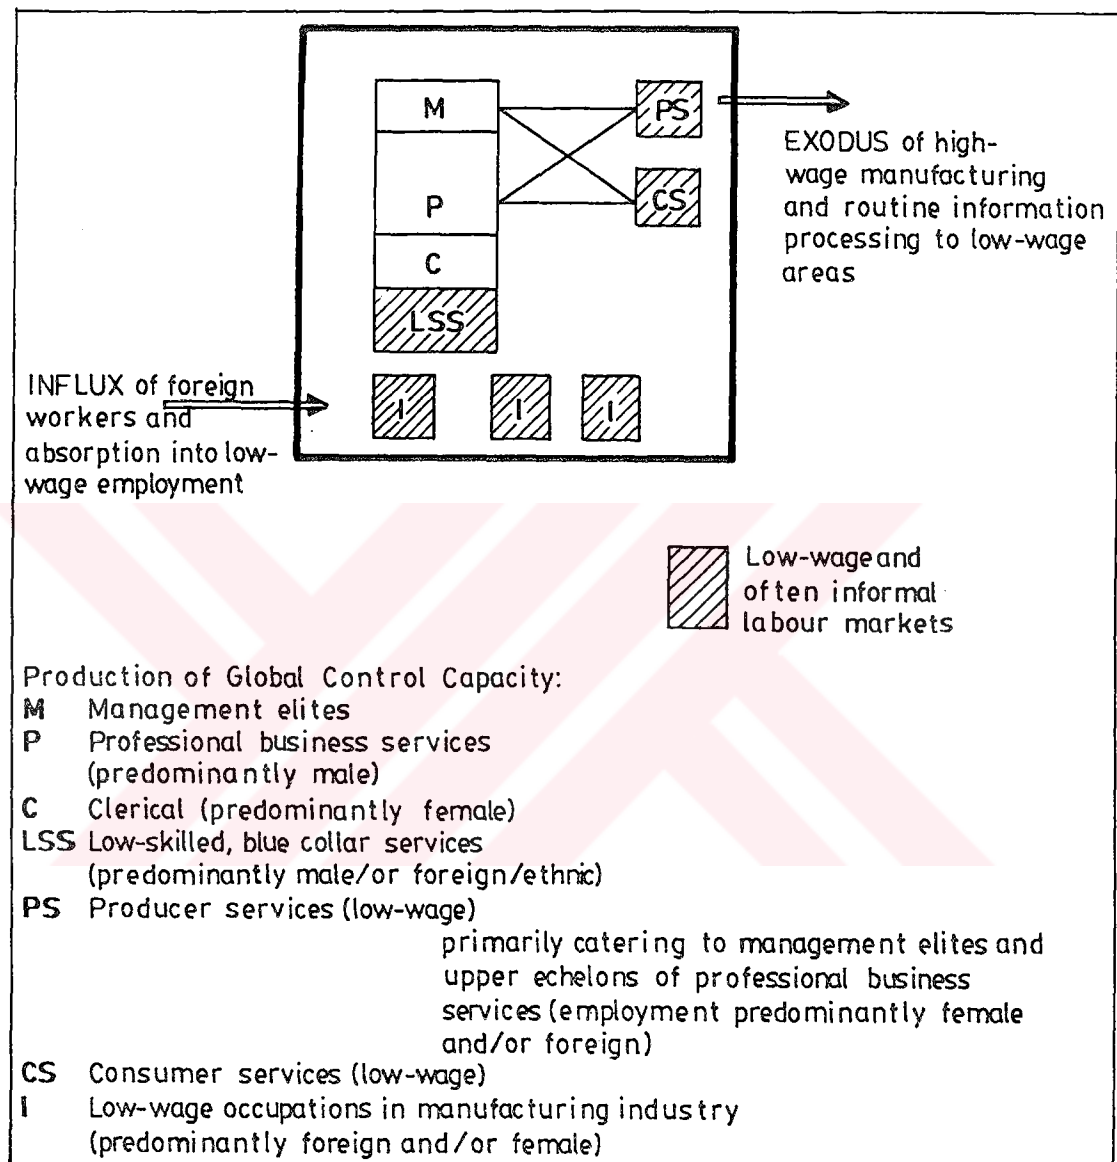 M
PS
P
CS
C
LSS
I
I
I
EXODUS of high-
wage manufacturing
and routine information
processing to low-wage
areas
INFLUX of foreign
workers and
absorption into low-
wage employment
Low-wage and
often informal
labour markets
Production of Global Control Capacity:
M Management elites
P Professional business services
(predominantly male)
C Clerical (predominantly female)
LSS Low-skilled, blue collar services
(predominantly male/or foreign/ethnic)
PS Producer services (low-wage)
primarily catering to management elites and
upper echelons of professional business
services (employment predominantly female
and/or foreign)
CS Consumer services (low-wage)
I Low-wage occupations in manufacturing industry
(predominantly foreign and/or female)